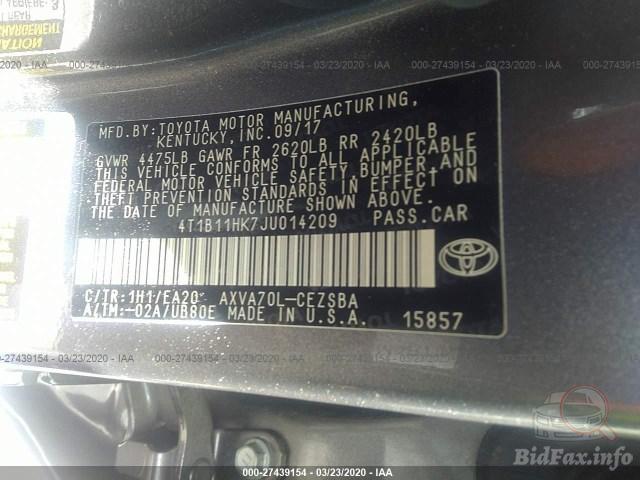 MFD.BY: TOYOTA MOTOR MANUFACTURING,
KENTUCKY, INC. 09/17
GVWR 4475LB GAWR FR 2620LB RR 2420LB
THIS VEHICLE CONFORMS TO ALL APPLICABLE
FEDERAL MOTOR VEHICLE SAFETY, BUMPER, AND
THEFT PREVENTION STANDARDS IN EFFECT ON
THE DATE OF MANUFACTURE SHOWN ABOVE.
4T1B11HK7JU014209 PASS.CAR
C/TR: 1H1/EA20 AXVA70L-CEZSBA
A/TM: -02A/UB80E MADE IN U.S.A. 15857
000-27439154 - 03/23/2020 - IAA
BidFax.info